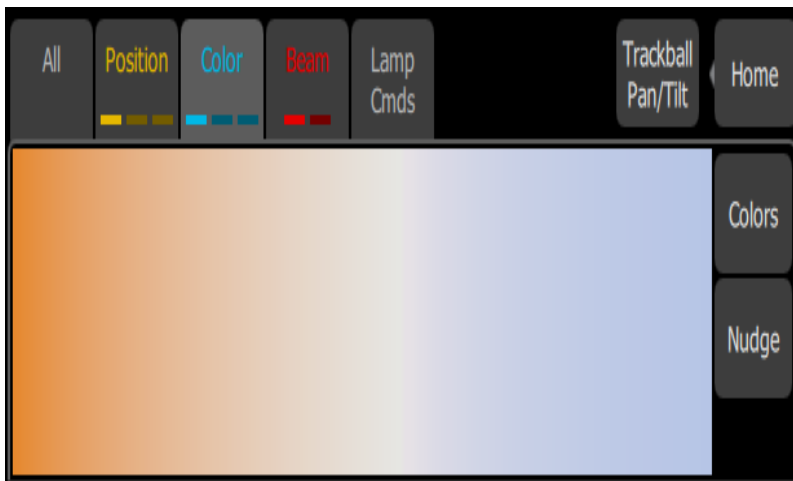 All
Position
Color
Beam
Lamp
Cmds
Trackball
Pan/Tilt
Home
Colors
Nudge